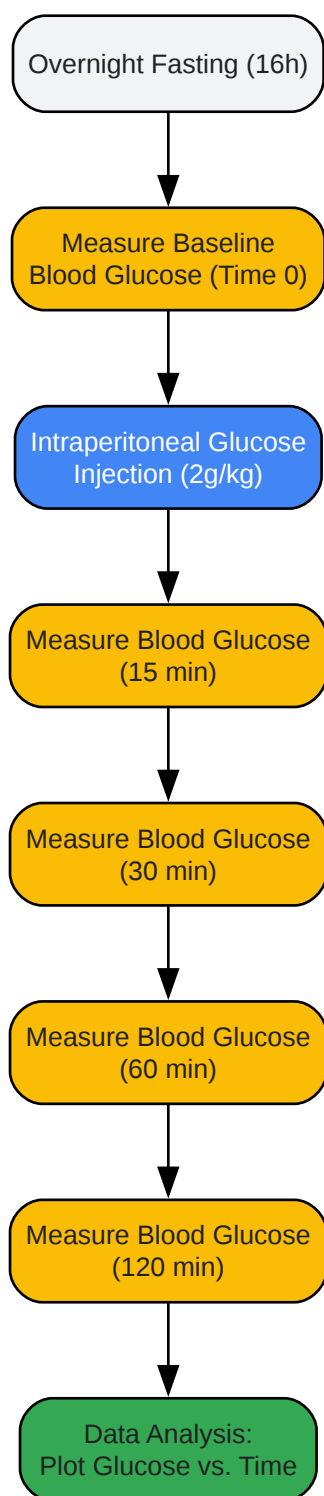 Overnight Fasting (16h)
Measure Baseline
Blood Glucose (Time 0)
Intraperitoneal Glucose
Injection (2g/kg)
Measure Blood Glucose
(15 min)
Measure Blood Glucose
(30 min)
Measure Blood Glucose
(60 min)
Measure Blood Glucose
(120 min)
Data Analysis:
Plot Glucose vs. Time